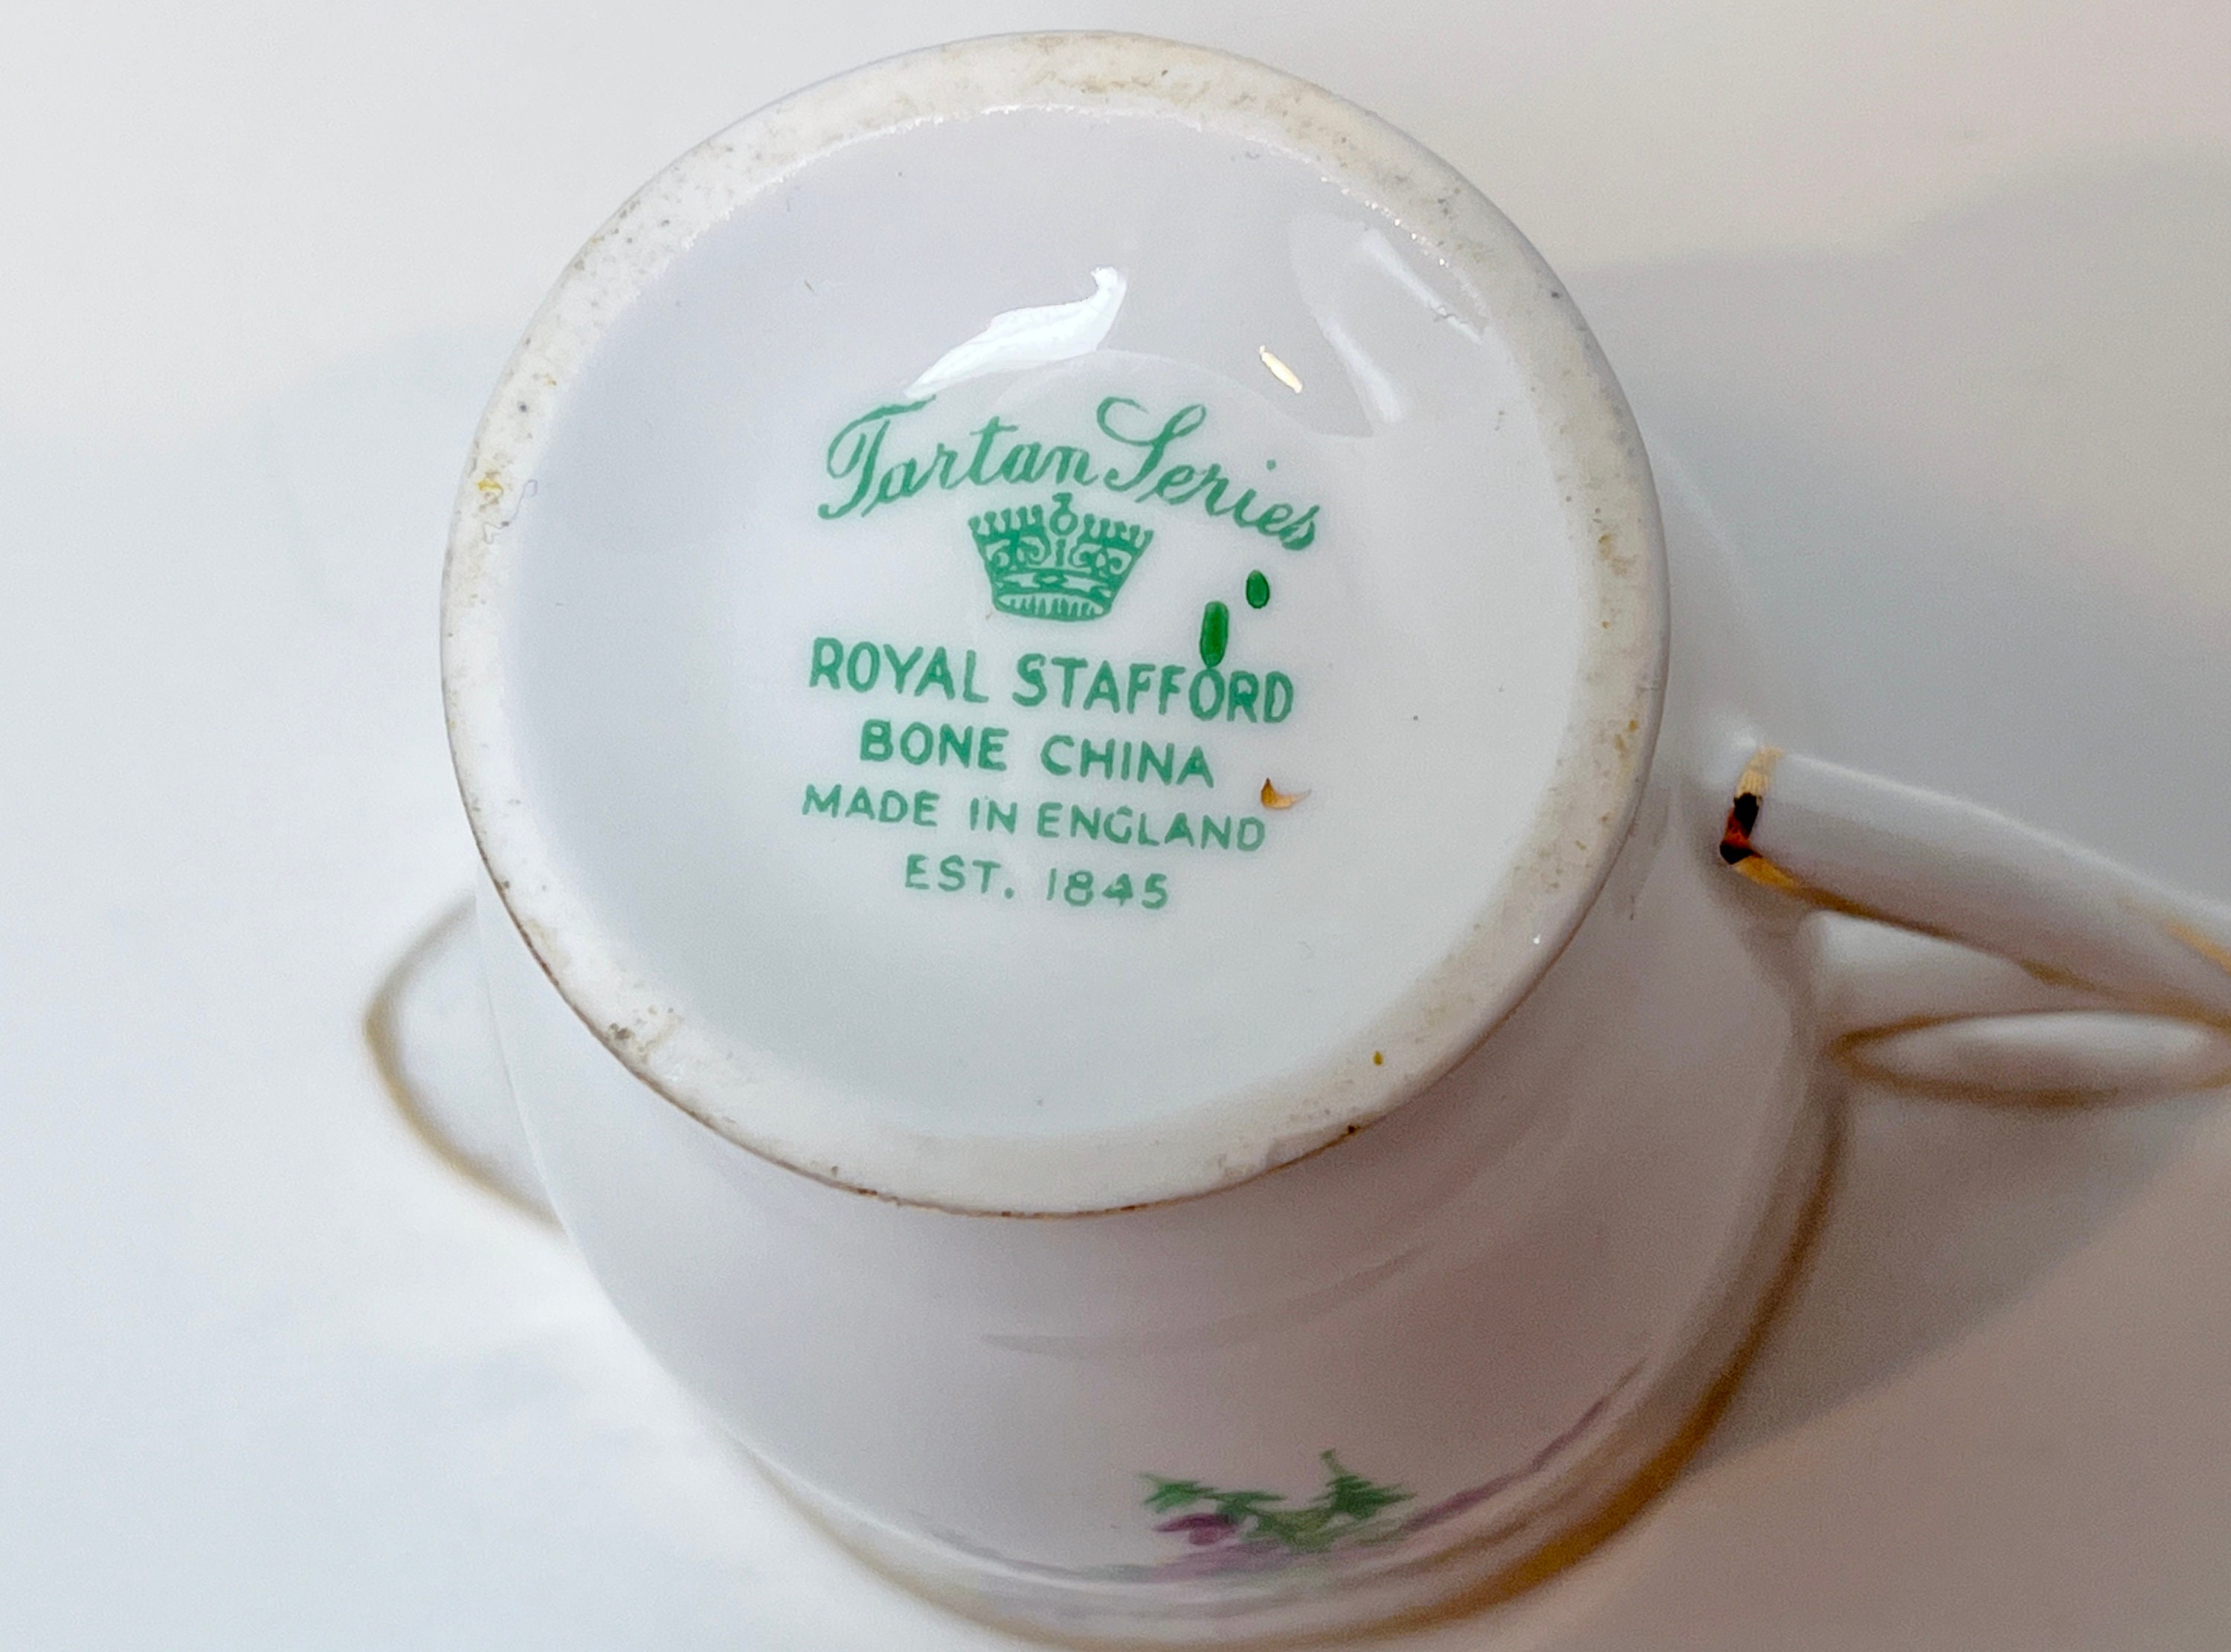 Tartan Series
ROYAL STAFFORD
BONE CHINA
MADE IN ENGLAND
EST. 1845